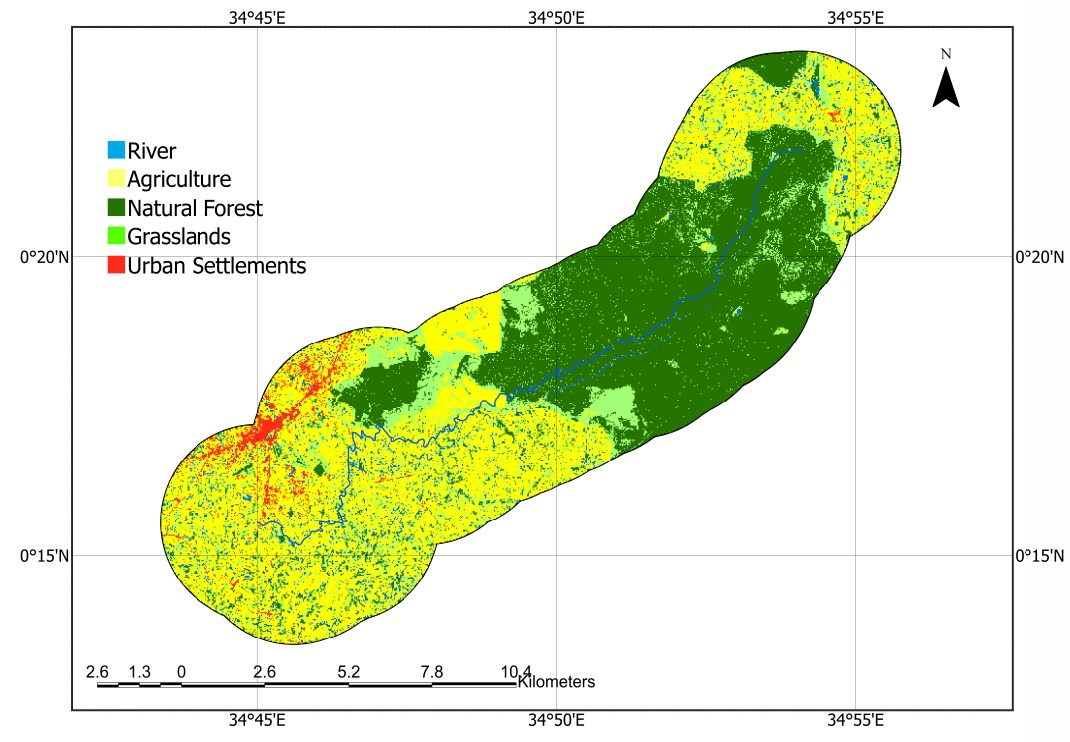 34°45'E 34°50'E 34°55'E
N
River
Agriculture
Natural Forest
Grasslands
Urban Settlements
0°20'N 0°20'N
0°15'N 0°15'N
2.6 1.3 0 2.6 5.2 7.8 10.4
Kilometers
34°45'E 34°50'E 34°55'E